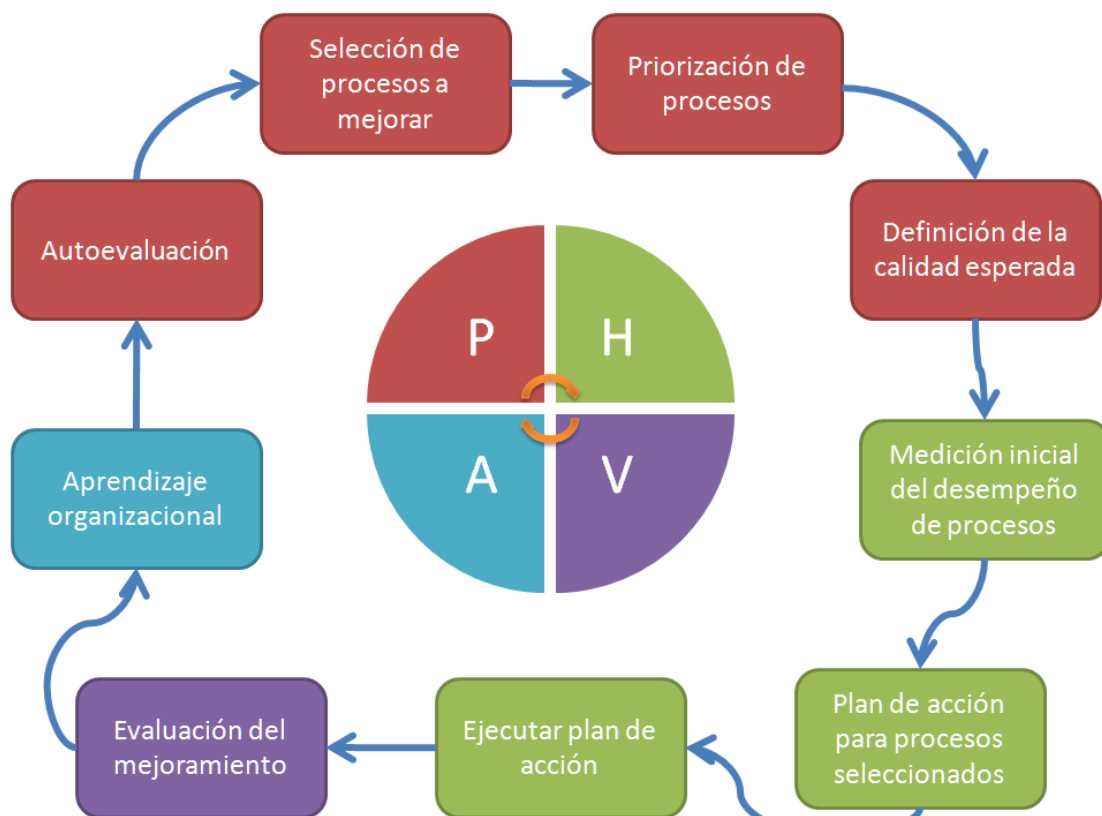 Selección de
procesos a
mejorar
Priorización de
procesos
Autoevaluación
Definición de la
calidad esperada
P
H
A
V
Aprendizaje
organizacional
Medición inicial
del desempeño
de procesos
Evaluación del
mejoramiento
Ejecutar plan de
acción
Plan de acción
para procesos
seleccionados